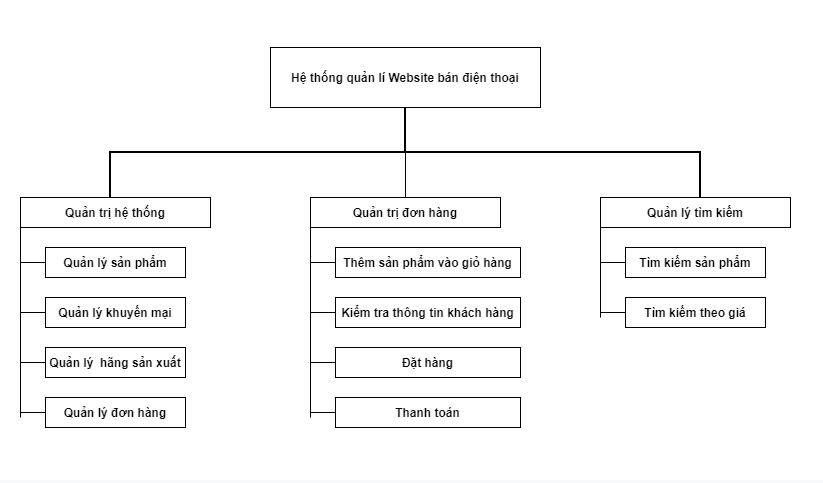 Hệ thống quản lí Website bán điện thoại
Quản trị hệ thống
Quản lý sản phẩm
Quản lý khuyến mại
Quản lý  hãng sản xuất
Quản lý đơn hàng
Quản trị đơn hàng
Thêm sản phẩm vào giỏ hàng
Kiểm tra thông tin khách hàng
Đặt hàng
Thanh toán
Quản lý tìm kiếm
Tìm kiếm sản phẩm
Tìm kiếm theo giá